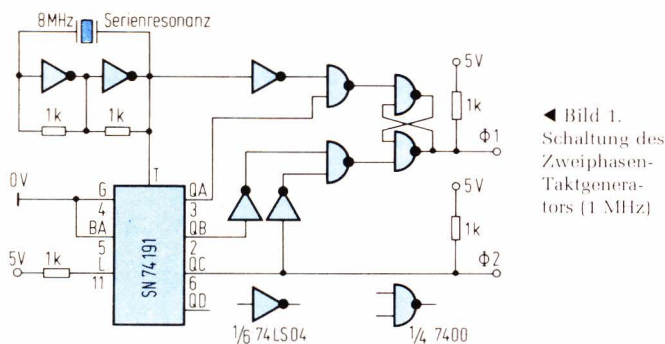 8MHz Serienresonanz
1k 1k
5V
1k
Φ1
0V
T
G QA
4 3
BA QB
5 2
5V 1k L QC
11 6
QD
SN 74191
5V
1k
Φ2
1/6 74LS04
1/4 7400
◄ Bild 1.
Schaltung des
Zweiphasen-
Taktgenera-
tors (1 MHz)